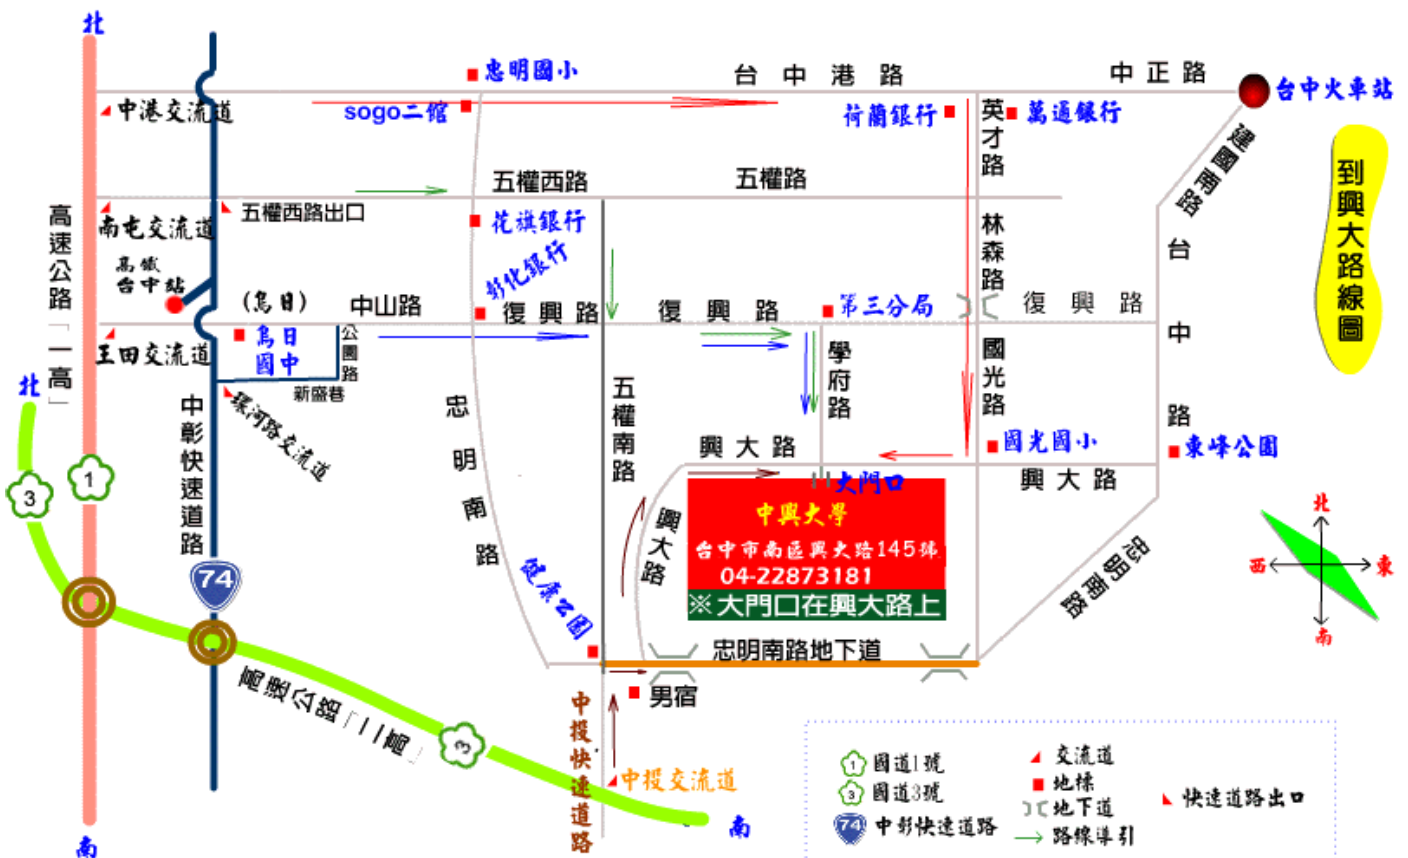 北
忠明國小
台中港路
中正路
台中火車站
中港交流道
sogo二館
荷蘭銀行
英才路
萬通銀行
建國南路
到興大路線圖
五權西路
五權路
高速公路「一高」
南屯交流道
五權西路出口
花旗銀行
林森路
台中路
高鐵
台中站
彰化銀行
(烏日)
中山路
復興路
復興路
第三分局
復興路
王田交流道
烏日
國中
公園路
學府路
國光路
北
新盛巷
環河路交流道
中彰快速道路
忠明南路
五權南路
興大路
國光國小
東峰公園
1
3
大門口
興大路
中興大學
台中市南區興大路145號
04-22873181
※大門口在興大路上
興大路
忠明南路
北
西
東
南
74
健康公園
忠明南路地下道
高速公路「二高」
3
男宿
中投快速道路
中投交流道
南
南
1 國道1號
3 國道3號
74 中彰快速道路
交流道
地標
地下道
路線導引
快速道路出口